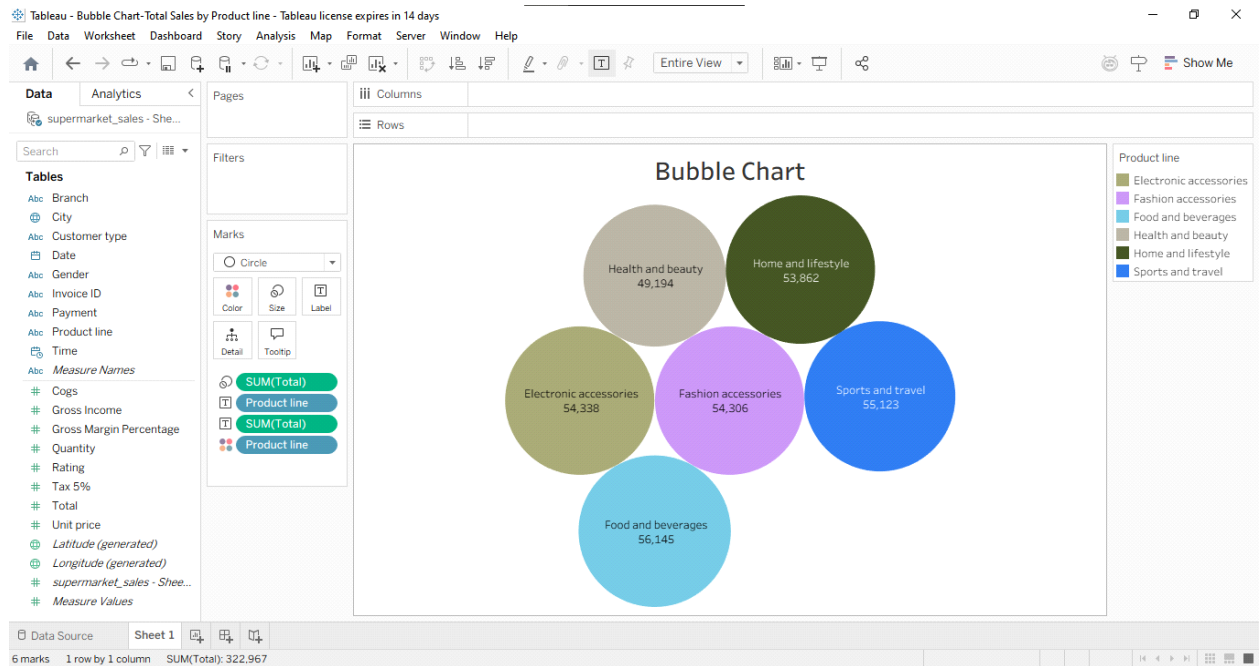 Tableau - Bubble Chart-Total Sales by Product line - Tableau license expires in 14 days
File Data Worksheet Dashboard Story Analysis Map Format Server Window Help
Entire View
Show Me
Data Analytics
supermarket_sales - She...
Search
Tables
Abc Branch
City
Abc Customer type
Date
Abc Gender
Abc Invoice ID
Abc Payment
Abc Product line
Time
Abc Measure Names
Cogs
Gross Income
Gross Margin Percentage
Quantity
Rating
Tax 5%
Total
Unit price
Latitude (generated)
Longitude (generated)
supermarket_sales - Shee...
Measure Values
Pages
Filters
Marks
Circle
Color Size Label
Detail Tooltip
SUM(Total)
Product line
SUM(Total)
Product line
Columns
Rows
Bubble Chart
Health and beauty
49,194
Home and lifestyle
53,862
Electronic accessories
54,338
Fashion accessories
54,306
Sports and travel
55,123
Food and beverages
56,145
Product line
Electronic accessories
Fashion accessories
Food and beverages
Health and beauty
Home and lifestyle
Sports and travel
Data Source Sheet 1
6 marks 1 row by 1 column SUM(Total): 322,967